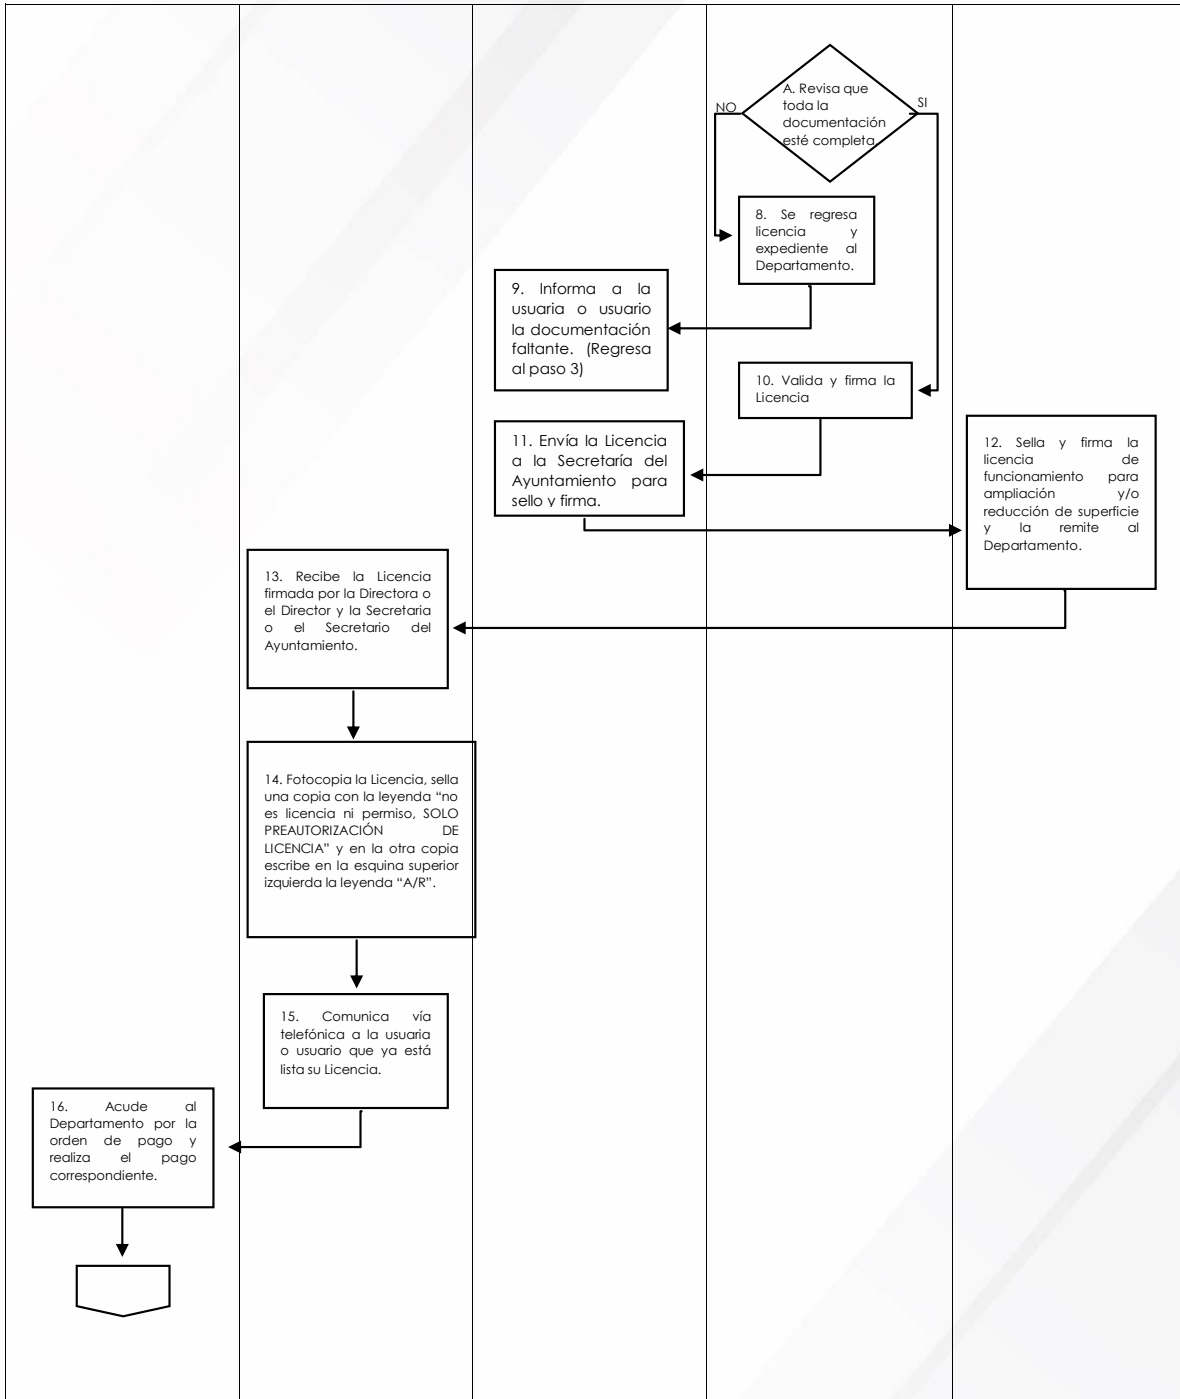 A. Revisa que
toda la
documentación
esté completa.
NO
SI
8. Se regresa
licencia y
expediente al
Departamento.
9. Informa a la
usuaria o usuario
la documentación
faltante. (Regresa
al paso 3)
10. Valida y firma la
Licencia
11. Envía la Licencia
a la Secretaría del
Ayuntamiento para
sello y firma.
12. Sella y firma la
licencia de
funcionamiento para
ampliación y/o
reducción de superficie
y la remite al
Departamento.
13. Recibe la Licencia
firmada por la Directora o
el Director y la Secretaria
o el Secretario del
Ayuntamiento.
14. Fotocopia la Licencia, sella
una copia con la leyenda “no
es licencia ni permiso, SOLO
PREAUTORIZACIÓN DE
LICENCIA” y en la otra copia
escribe en la esquina superior
izquierda la leyenda “A/R”.
15. Comunica vía
telefónica a la usuaria
o usuario que ya está
lista su Licencia.
16. Acude al
Departamento por la
orden de pago y
realiza el pago
correspondiente.